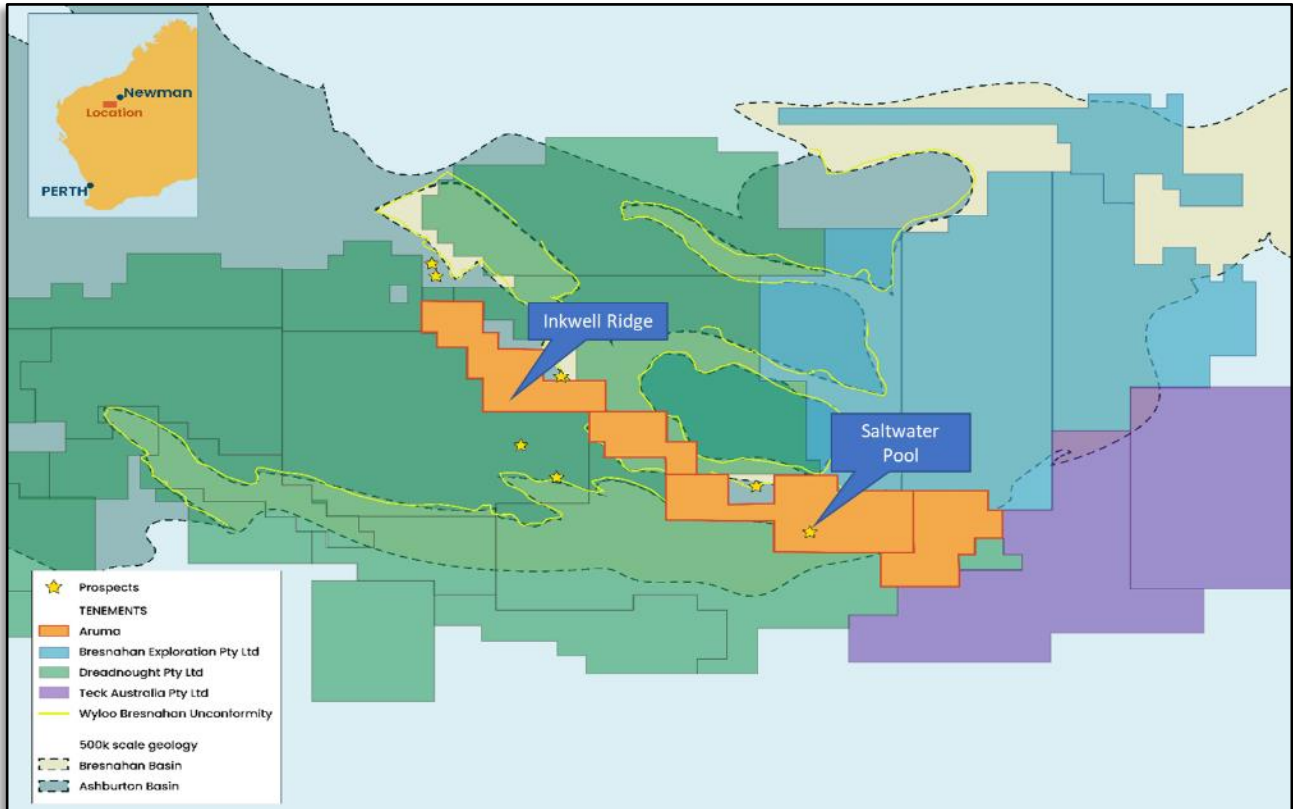 Newman
Location
PERTH
Inkwell Ridge
Saltwater
Pool
Prospects
TENEMENTS
Aruma
Bresnahan Exploration Pty Ltd
Dreadnought Pty Ltd
Teck Australia Pty Ltd
Wyloo Bresnahan Unconformity
500k scale geology
Bresnahan Basin
Ashburton Basin